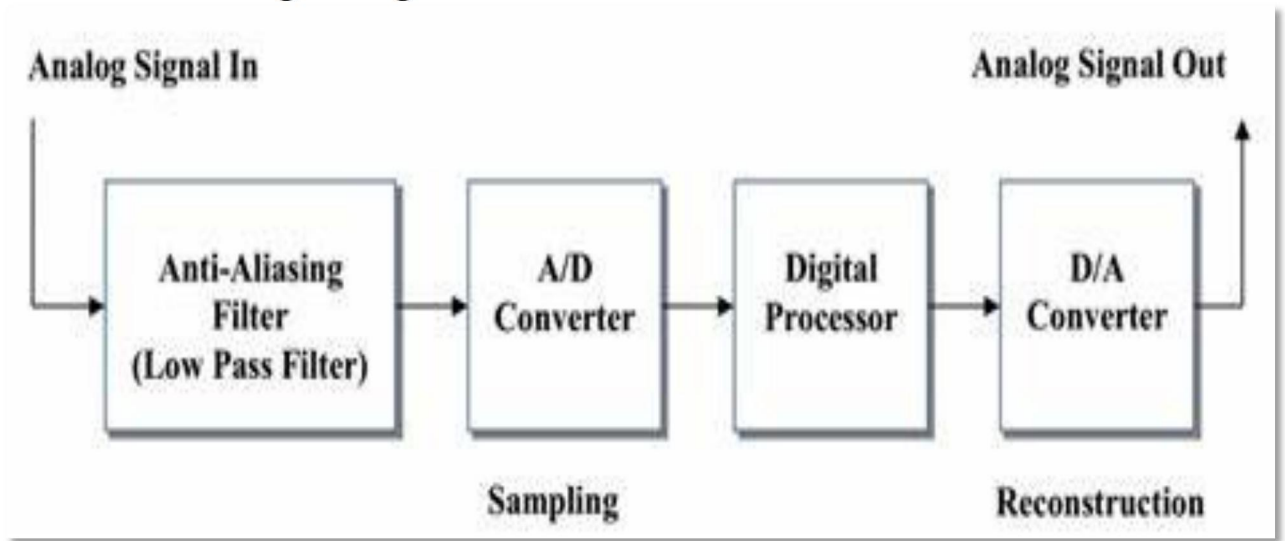 Analog Signal In
Analog Signal Out
Anti-Aliasing
Filter
(Low Pass Filter)
A/D
Converter
Digital
Processor
D/A
Converter
Sampling
Reconstruction